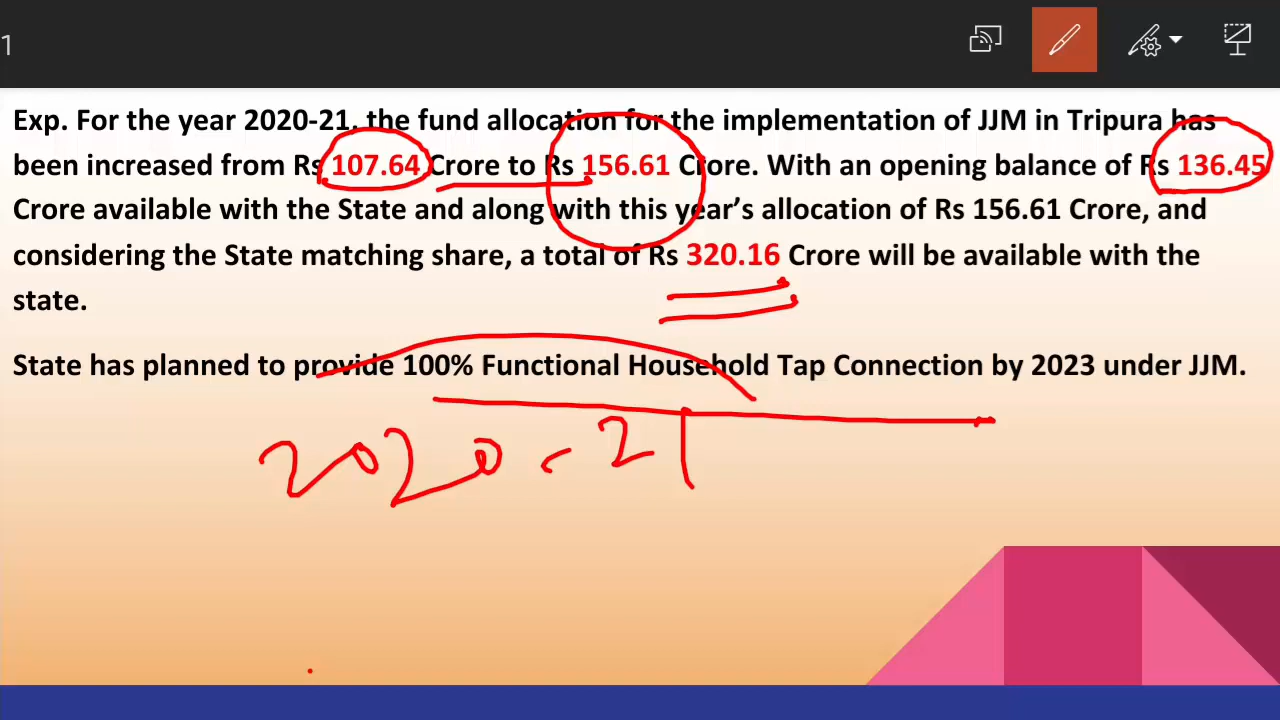 1
Exp. For the year 2020-21, the fund allocation for the implementation of JJM in Tripura has
been increased from Rs 107.64 Crore to Rs 156.61 Crore. With an opening balance of Rs 136.45
Crore available with the State and along with this year’s allocation of Rs 156.61 Crore, and
considering the State matching share, a total of Rs 320.16 Crore will be available with the
state.
State has planned to provide 100% Functional Household Tap Connection by 2023 under JJM.
2020-21